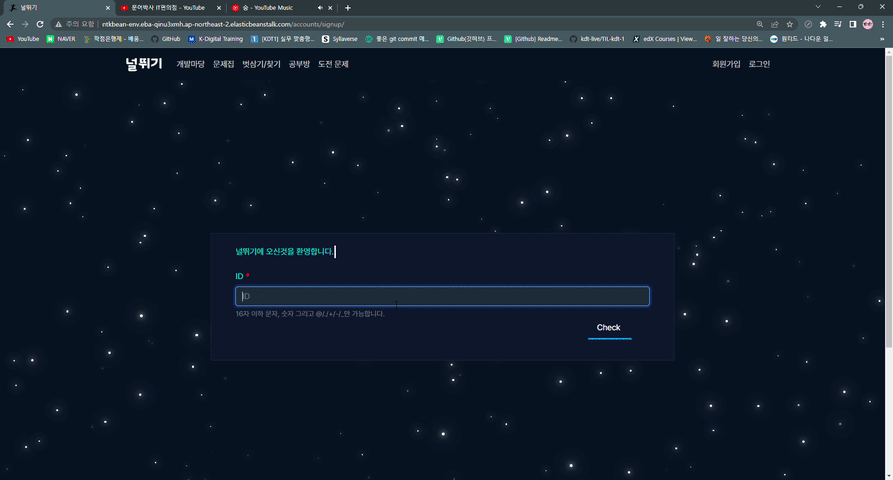 널뛰기
문어박사 IT편의점 - YouTube
숲 - YouTube Music
주의 요함
ntkbean-env.eba-qinu3xmh.ap-northeast-2.elasticbeanstalk.com/accounts/signup/
YouTube
NAVER
학점은행제 - 배움...
GitHub
K-Digital Training
[KDT1] 실무 맞춤형...
Syllaverse
좋은 git commit 메...
Github(깃허브) 프...
[Github] Readme...
kdt-live/TIL-kdt-1
edX Courses | View...
일 잘하는 당신의...
원티드 - 나다운 일...
널뛰기
개발마당
문제집
벗삼기/찾기
공부방
도전 문제
회원가입
로그인
널뛰기에 오신것을 환영합니다.
ID *
ID
16자 이하 문자, 숫자 그리고 @/./+/-/_만 가능합니다.
Check